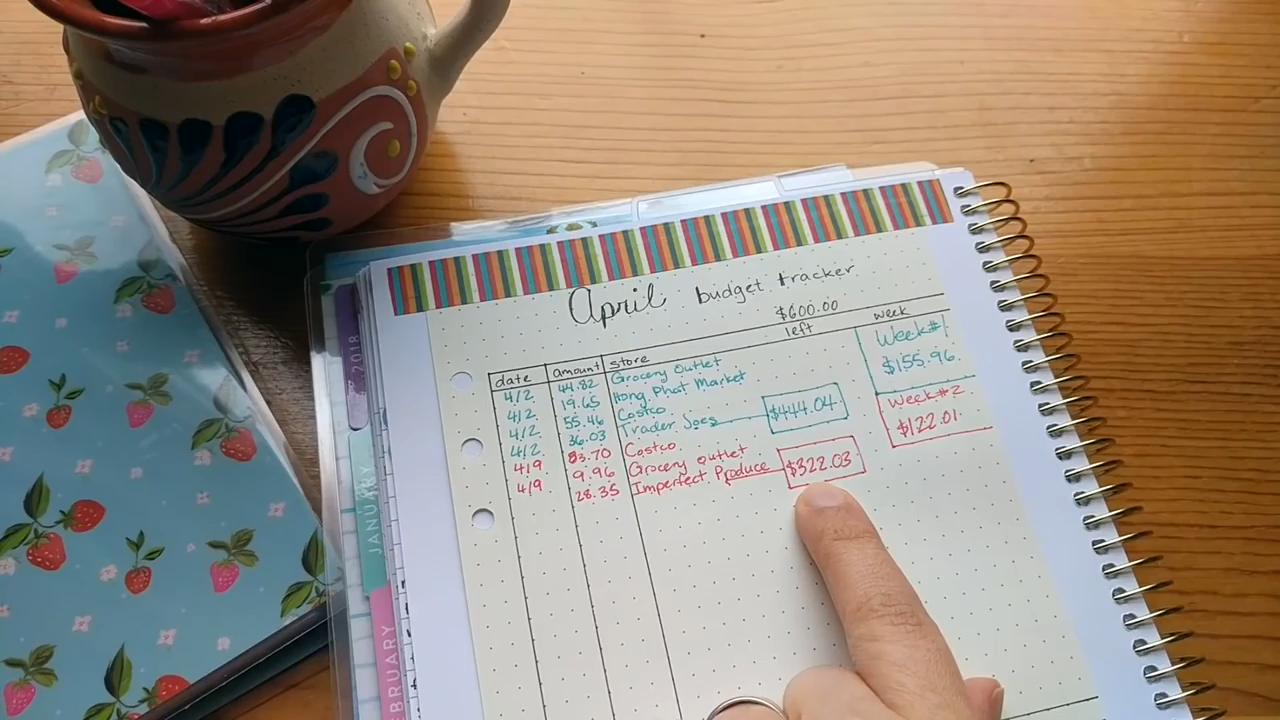 April budget tracker
$600.00
date amount store left week
4/2 44.82 Grocery Outlet Week#1
4/2 19.65 Hong Phat Market $155.96
4/2 55.46 Costco
4/2 36.03 Trader Joes $444.04
4/9 83.70 Costco Week#2
4/9 9.96 Grocery Outlet $122.01
28.35 Imperfect Produce $322.03
2018
JANUARY
FEBRUARY